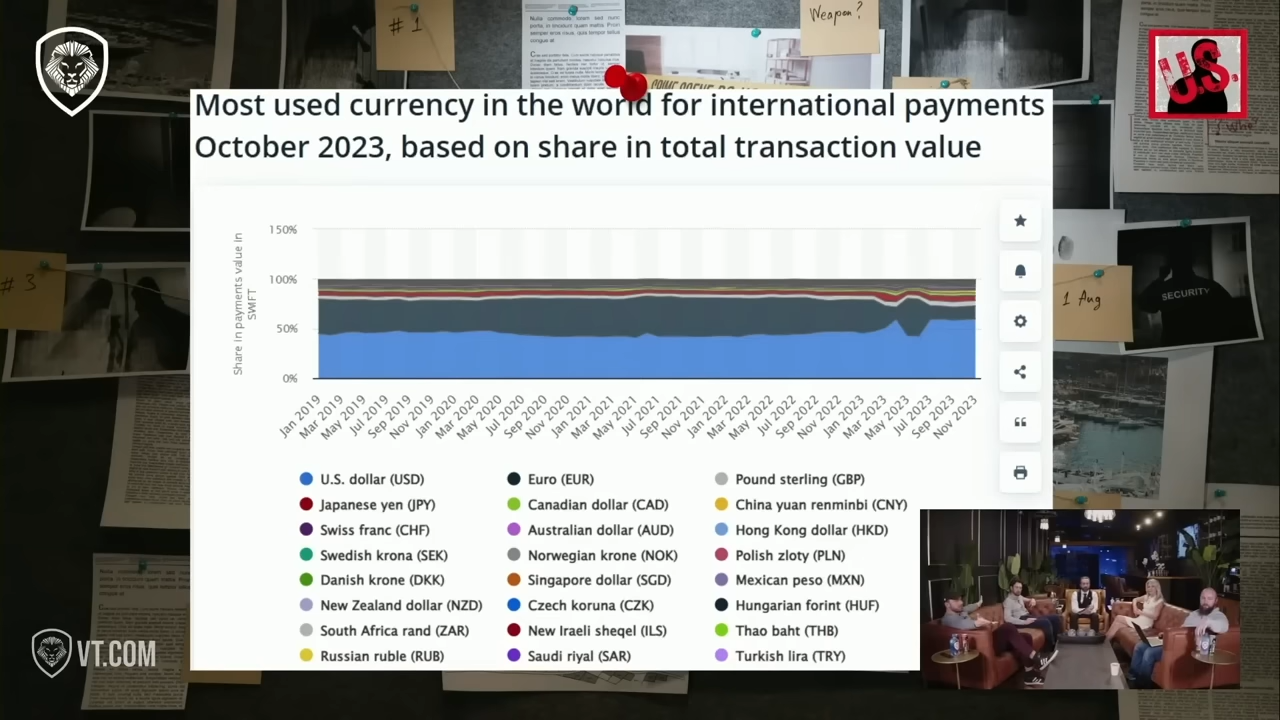 # 1
Weapon?
U.S.
Most used currency in the world for international payments
October 2023, based on share in total transaction value
Share in payments value in
SWIFT
150%
100%
50%
0%
Jan 2019
Mar 2019
May 2019
Jul 2019
Sep 2019
Nov 2019
Jan 2020
Mar 2020
May 2020
Jul 2020
Sep 2020
Nov 2020
Jan 2021
Mar 2021
May 2021
Jul 2021
Sep 2021
Nov 2021
Jan 2022
Mar 2022
May 2022
Jul 2022
Sep 2022
Nov 2022
Jan 2023
Mar 2023
May 2023
Jul 2023
Sep 2023
Nov 2023
# 3
1 Aug
SECURITY
U.S. dollar (USD) Euro (EUR) Pound sterling (GBP)
Japanese yen (JPY) Canadian dollar (CAD) China yuan renminbi (CNY)
Swiss franc (CHF) Australian dollar (AUD) Hong Kong dollar (HKD)
Swedish krona (SEK) Norwegian krone (NOK) Polish zloty (PLN)
Danish krone (DKK) Singapore dollar (SGD) Mexican peso (MXN)
New Zealand dollar (NZD) Czech koruna (CZK) Hungarian forint (HUF)
South Africa rand (ZAR) New Iraeli sheqel (ILS) Thao baht (THB)
Russian ruble (RUB) Saudi riyal (SAR) Turkish lira (TRY)
VT.COM